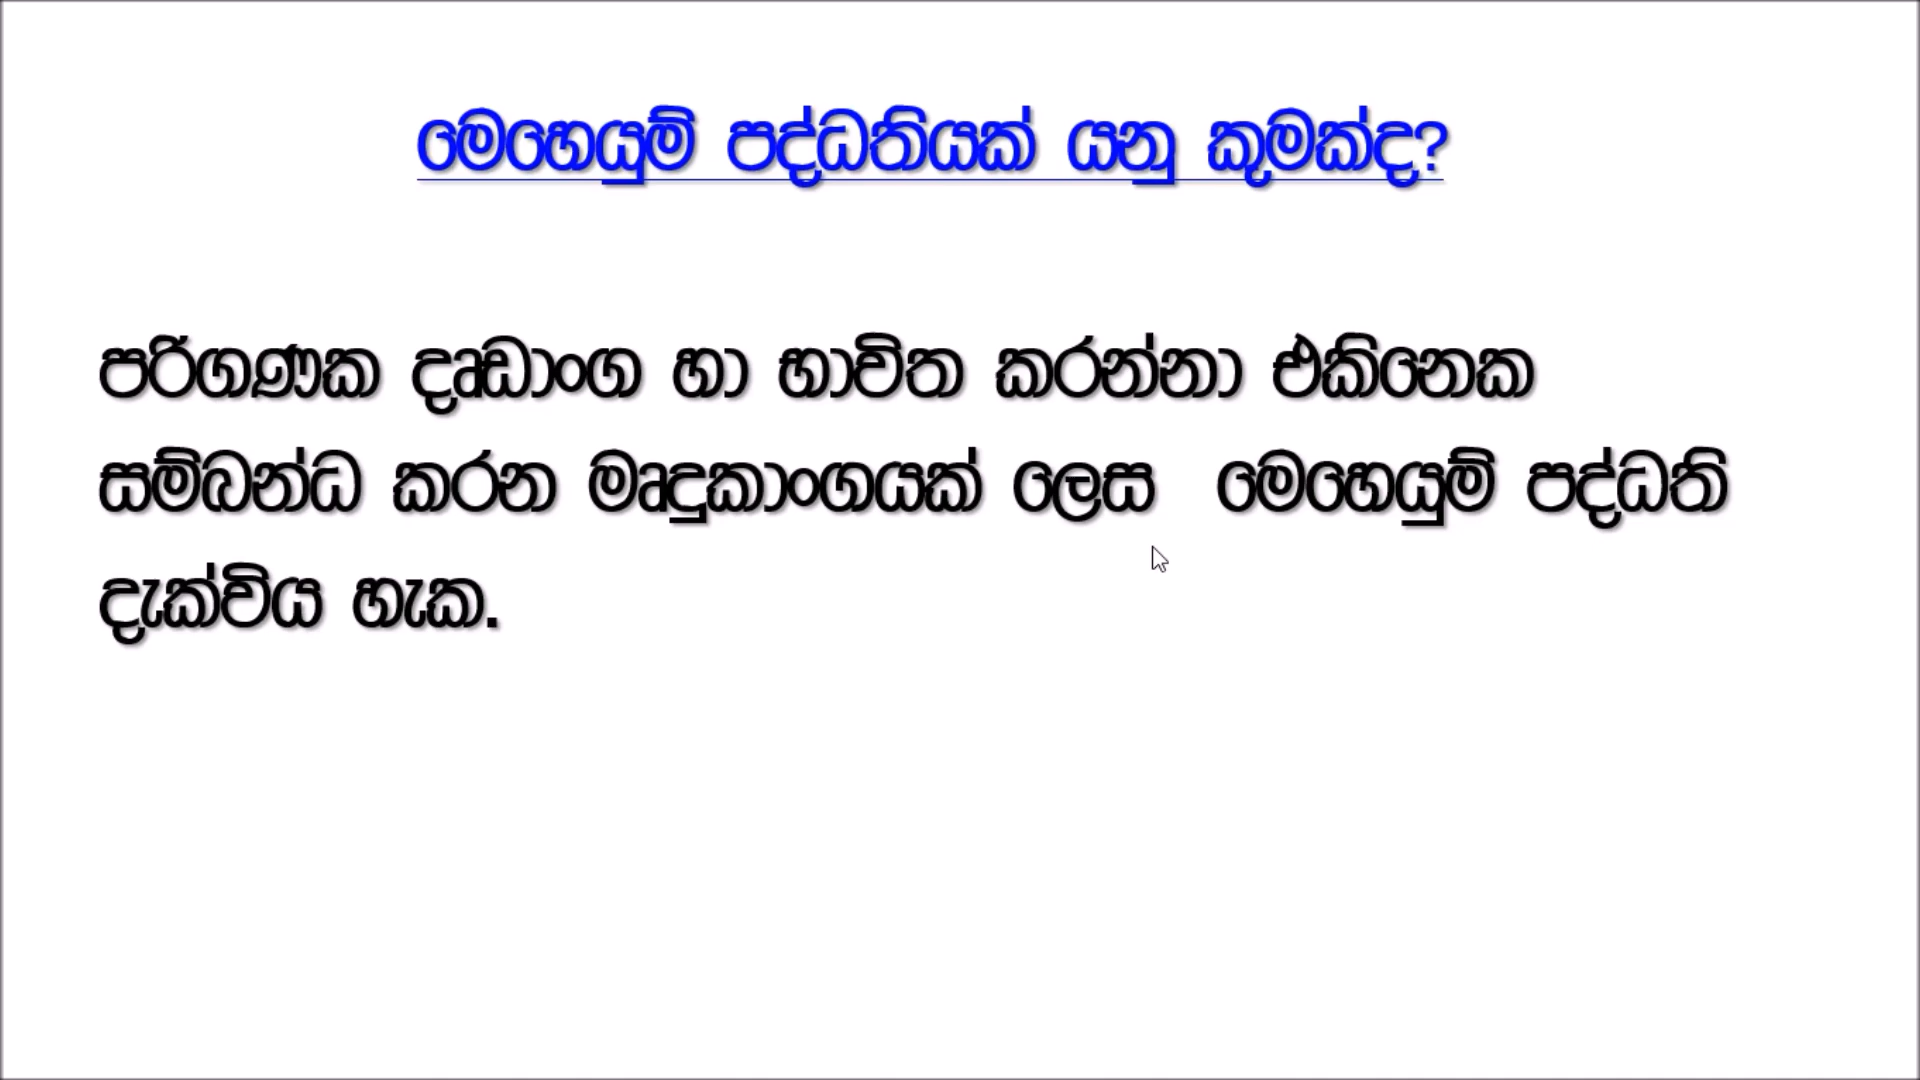 මෙහෙයුම් පද්ධතියක් යනු කුමක්ද?
පරිගණක දෘඩාංග හා භාවිත කරන්නා එකිනෙක
සම්බන්ධ කරන මෘදුකාංගයක් ලෙස  මෙහෙයුම් පද්ධති
දැක්විය හැක.